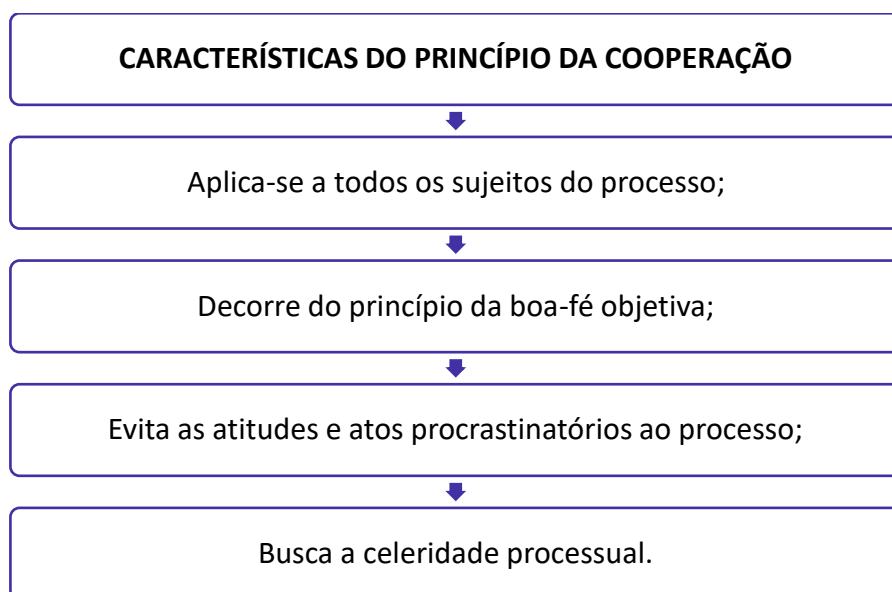 CARACTERÍSTICAS DO PRINCÍPIO DA COOPERAÇÃO
Aplica-se a todos os sujeitos do processo;
Decorre do princípio da boa-fé objetiva;
Evita as atitudes e atos procrastinatórios ao processo;
Busca a celeridade processual.